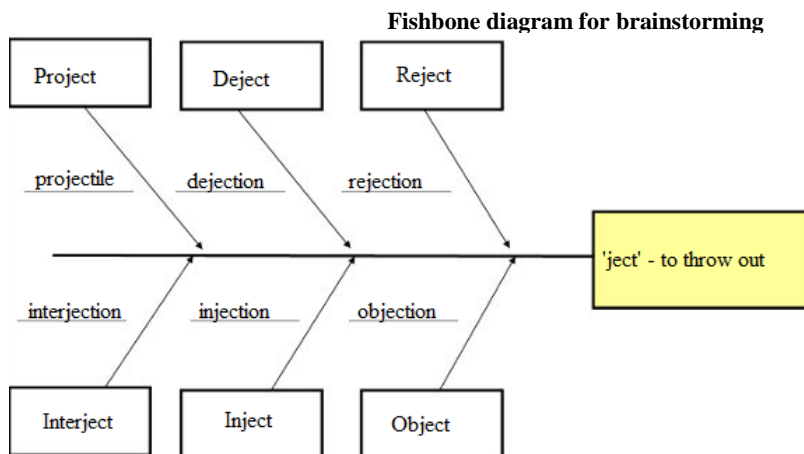 Fishbone diagram for brainstorming
Project
Deject
Reject
projectile
dejection
rejection
'ject' - to throw out
interjection
injection
objection
Interject
Inject
Object